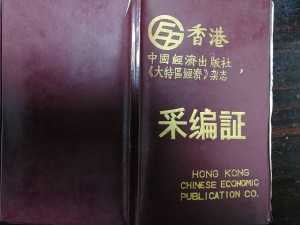 香港
中國經濟出版社
《大特區經濟》杂志
采编証
HONG KONG
CHINESE ECONOMIC
PUBLICATION CO.